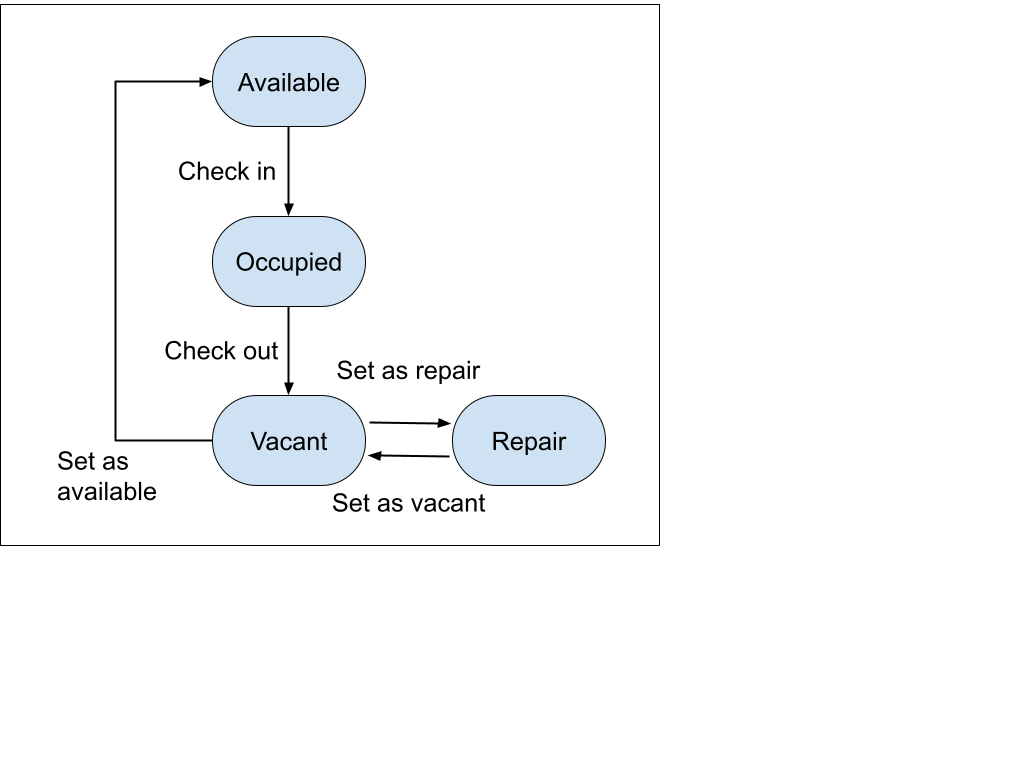 Available
Check in
Occupied
Check out
Set as repair
Vacant
Repair
Set as
available
Set as vacant